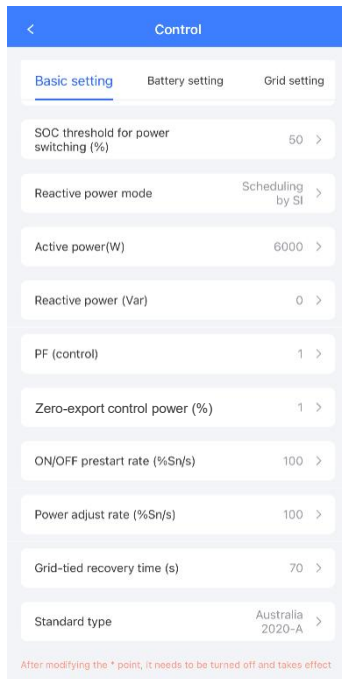 Control
Basic setting Battery setting Grid setting
SOC threshold for power
switching (%)
50
Reactive power mode
Scheduling
by SI
Active power(W) 6000
Reactive power (Var) 0
PF (control) 1
Zero-export control power (%) 1
ON/OFF prestart rate (%Sn/s) 100
Power adjust rate (%Sn/s) 100
Grid-tied recovery time (s) 70
Standard type
Australia
2020-A
After modifying the * point, it needs to be turned off and takes effect